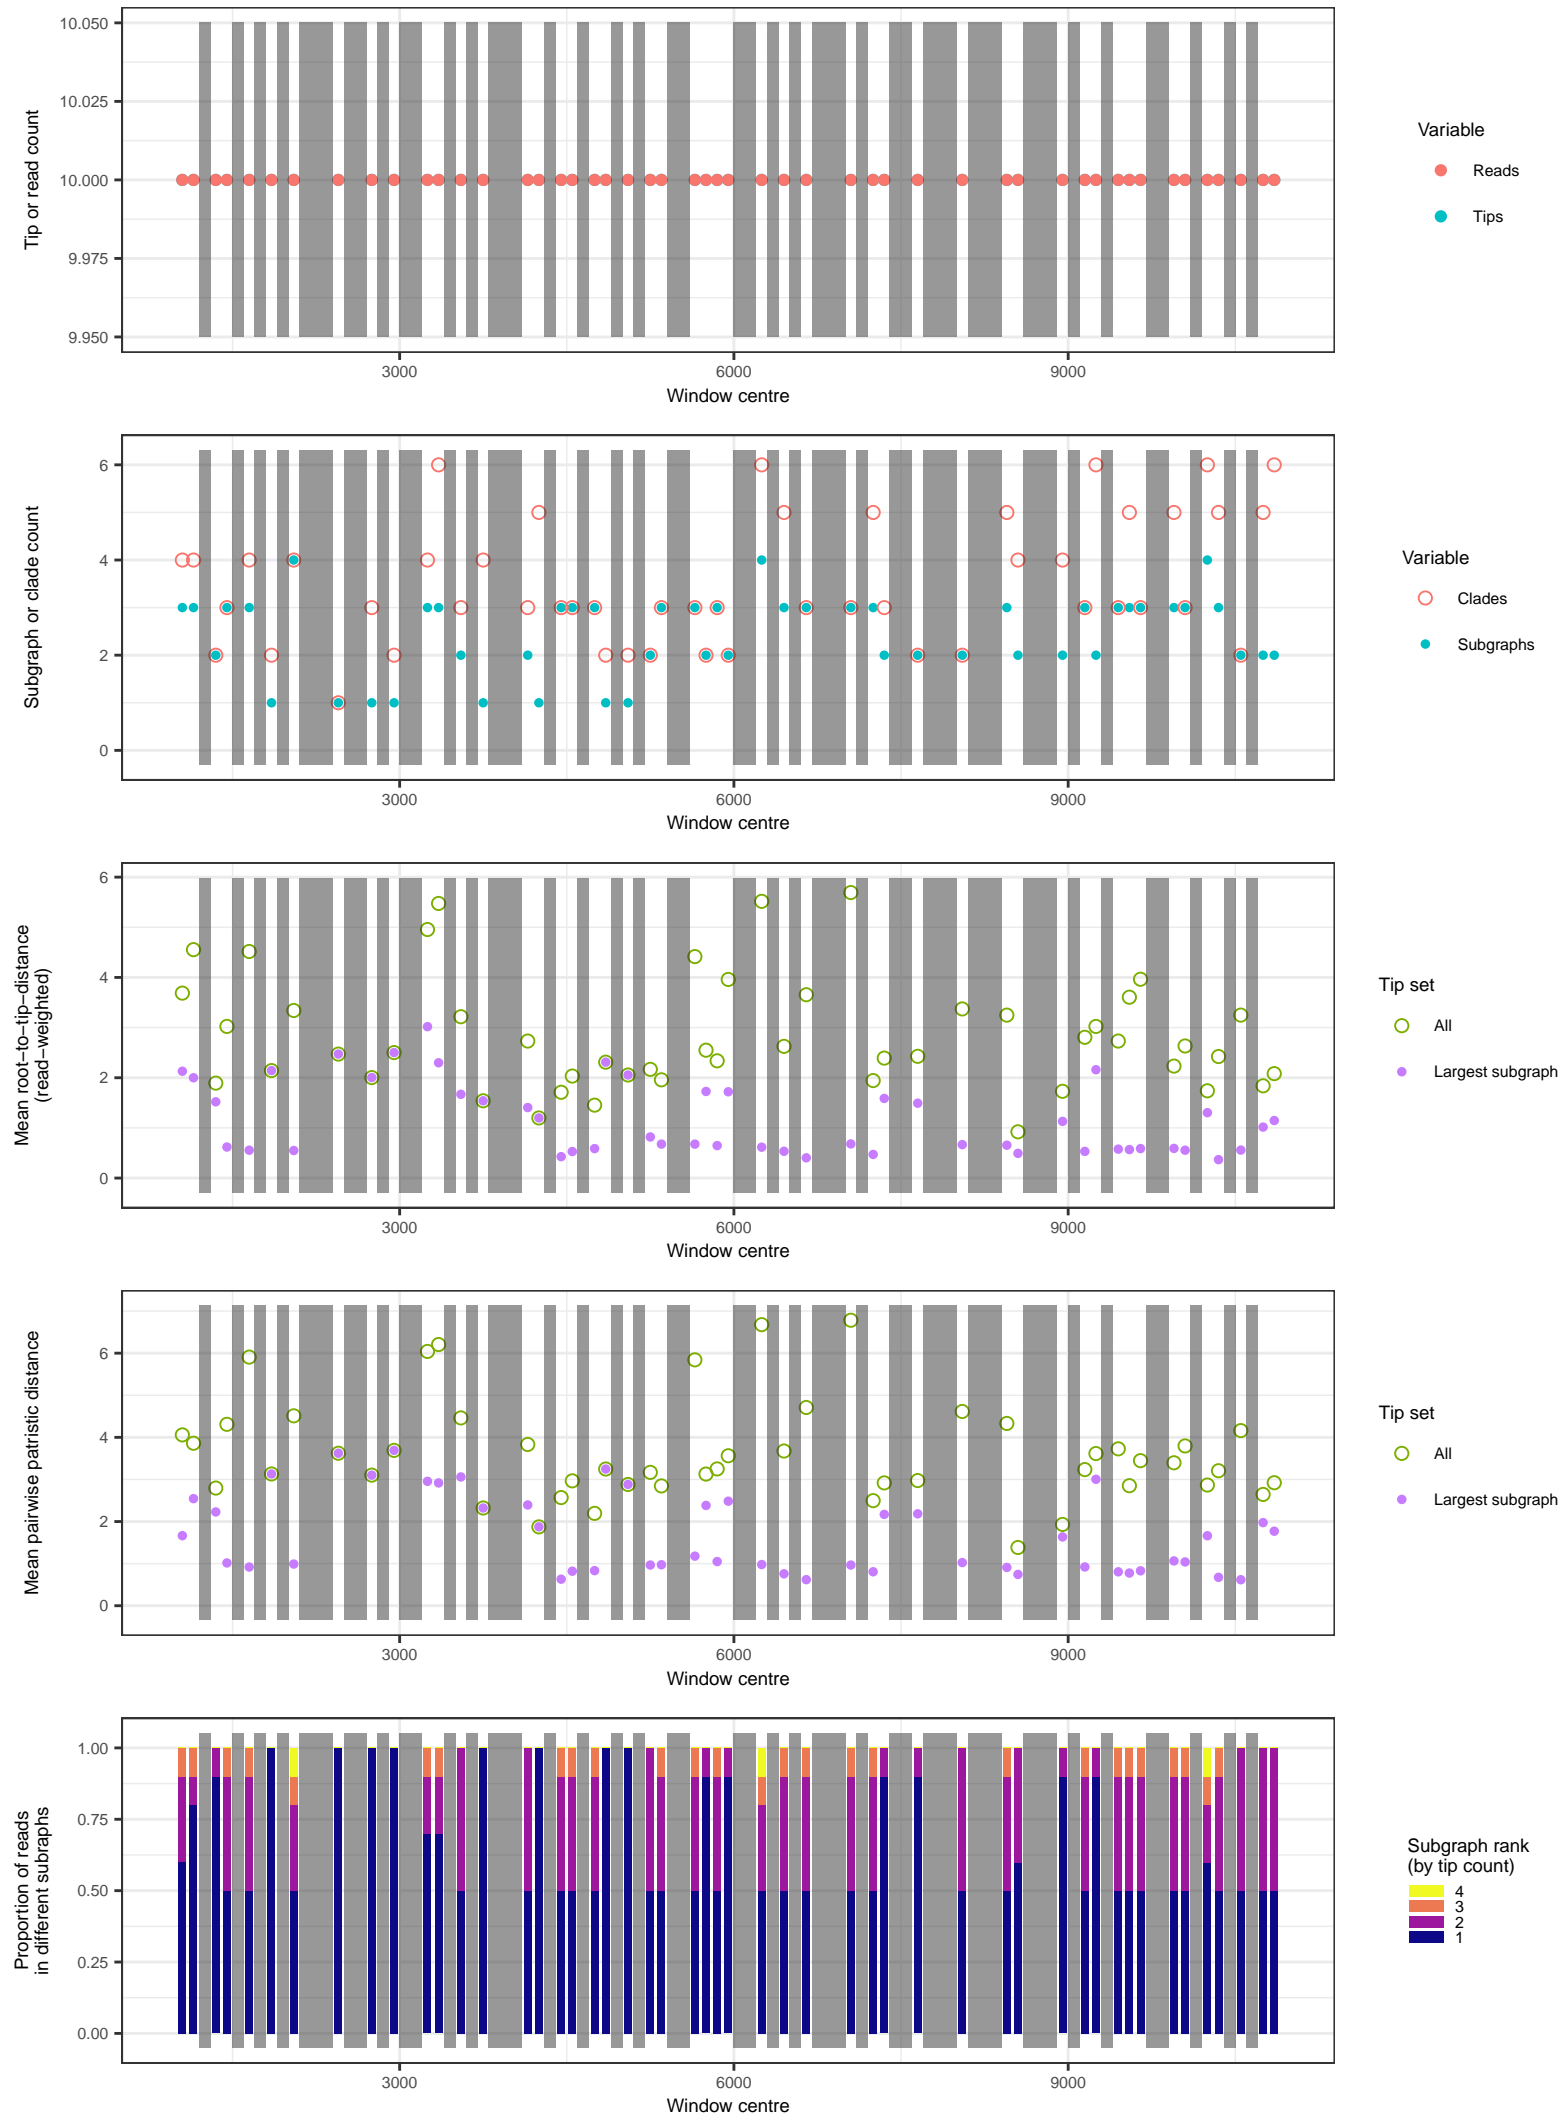 10.050
10.025
10.000
9.975
9.950
Tip or read count
3000
6000
9000
Window centre
Variable
Reads
Tips
6
4
2
0
Subgraph or clade count
3000
6000
9000
Window centre
Variable
Clades
Subgraphs
6
4
2
0
Mean root−to−tip−distance
(read−weighted)
3000
6000
9000
Window centre
Tip set
All
Largest subgraph
6
4
2
0
Mean pairwise patristic distance
3000
6000
9000
Window centre
Tip set
All
Largest subgraph
1.00
0.75
0.50
0.25
0.00
Proportion of reads
in different subraphs
3000
6000
9000
Window centre
Subgraph rank
(by tip count)
4
3
2
1